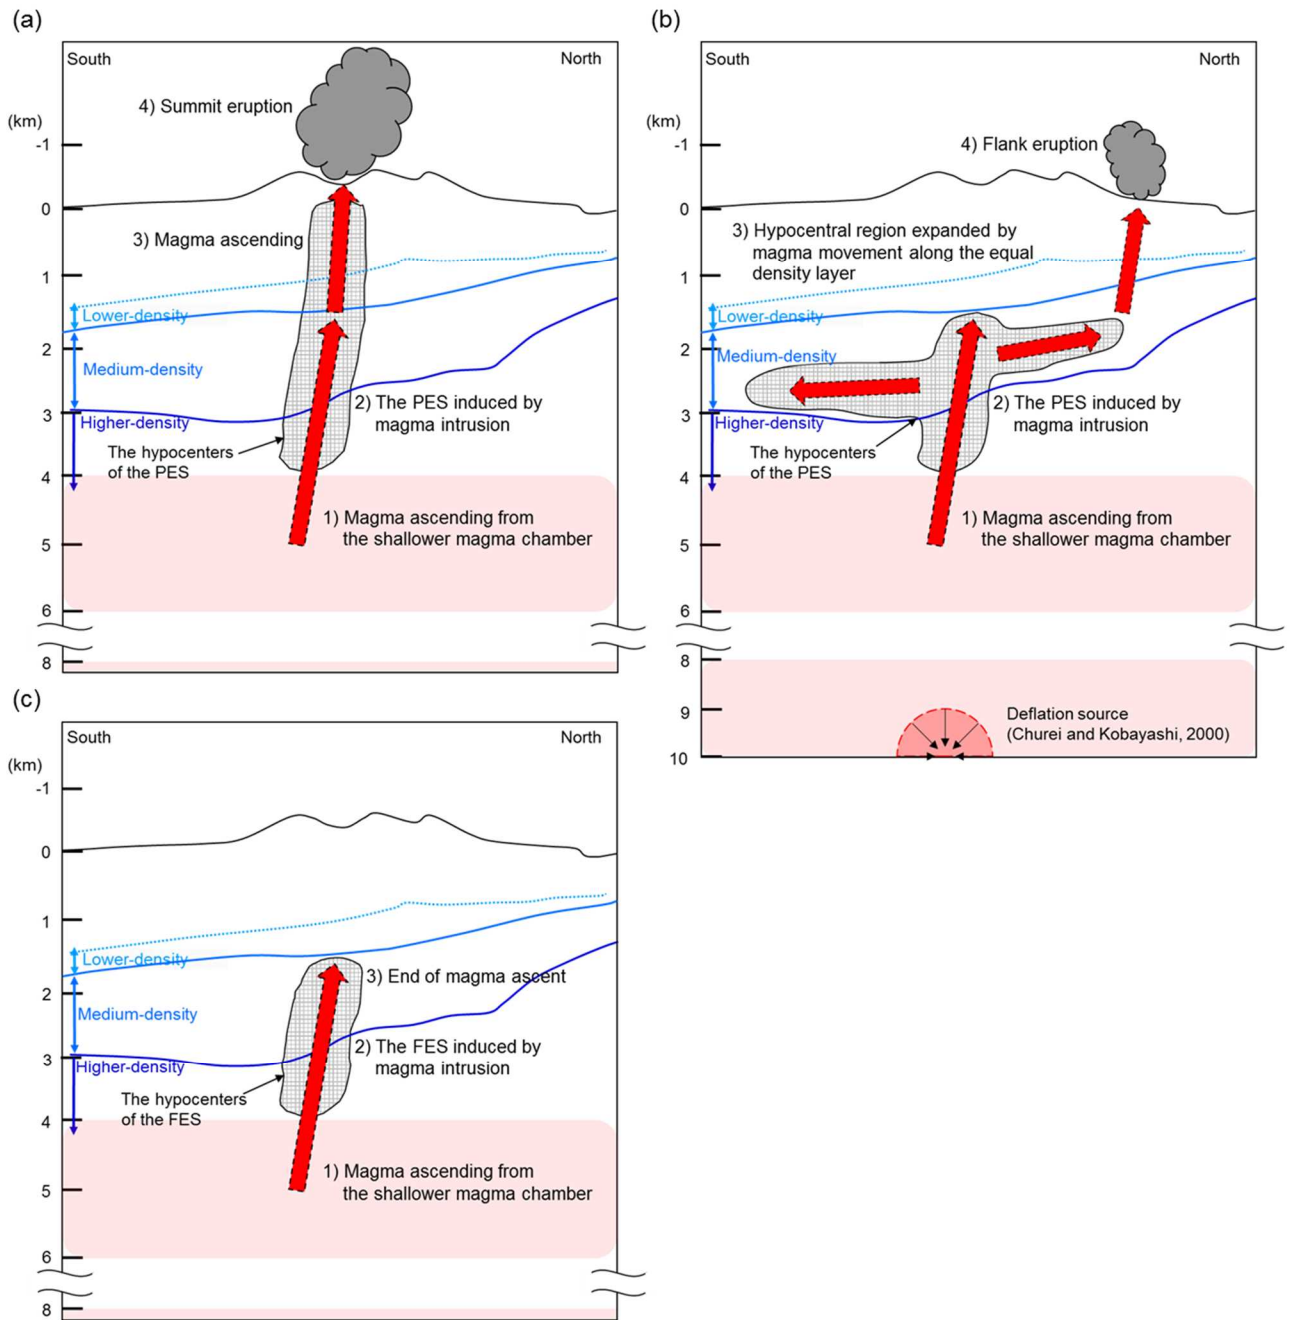 (a)
South
North
4) Summit eruption
(km)
-1
0
3) Magma ascending
1
Lower-density
2
Medium-density
2) The PES induced by
magma intrusion
3
Higher-density
The hypocenters
of the PES
4
1) Magma ascending from
the shallower magma chamber
5
6
8
(b)
South
North
4) Flank eruption
(km)
-1
0
3) Hypocentral region expanded by
magma movement along the equal
density layer
1
Lower-density
2
Medium-density
2) The PES induced by
magma intrusion
3
Higher-density
The hypocenters
of the PES
4
1) Magma ascending from
the shallower magma chamber
5
6
8
9
Deflation source
(Churei and Kobayashi, 2000)
10
(c)
South
North
(km)
-1
0
1
Lower-density
3) End of magma ascent
2
Medium-density
2) The FES induced by
magma intrusion
3
Higher-density
The hypocenters
of the FES
4
1) Magma ascending from
the shallower magma chamber
5
6
8